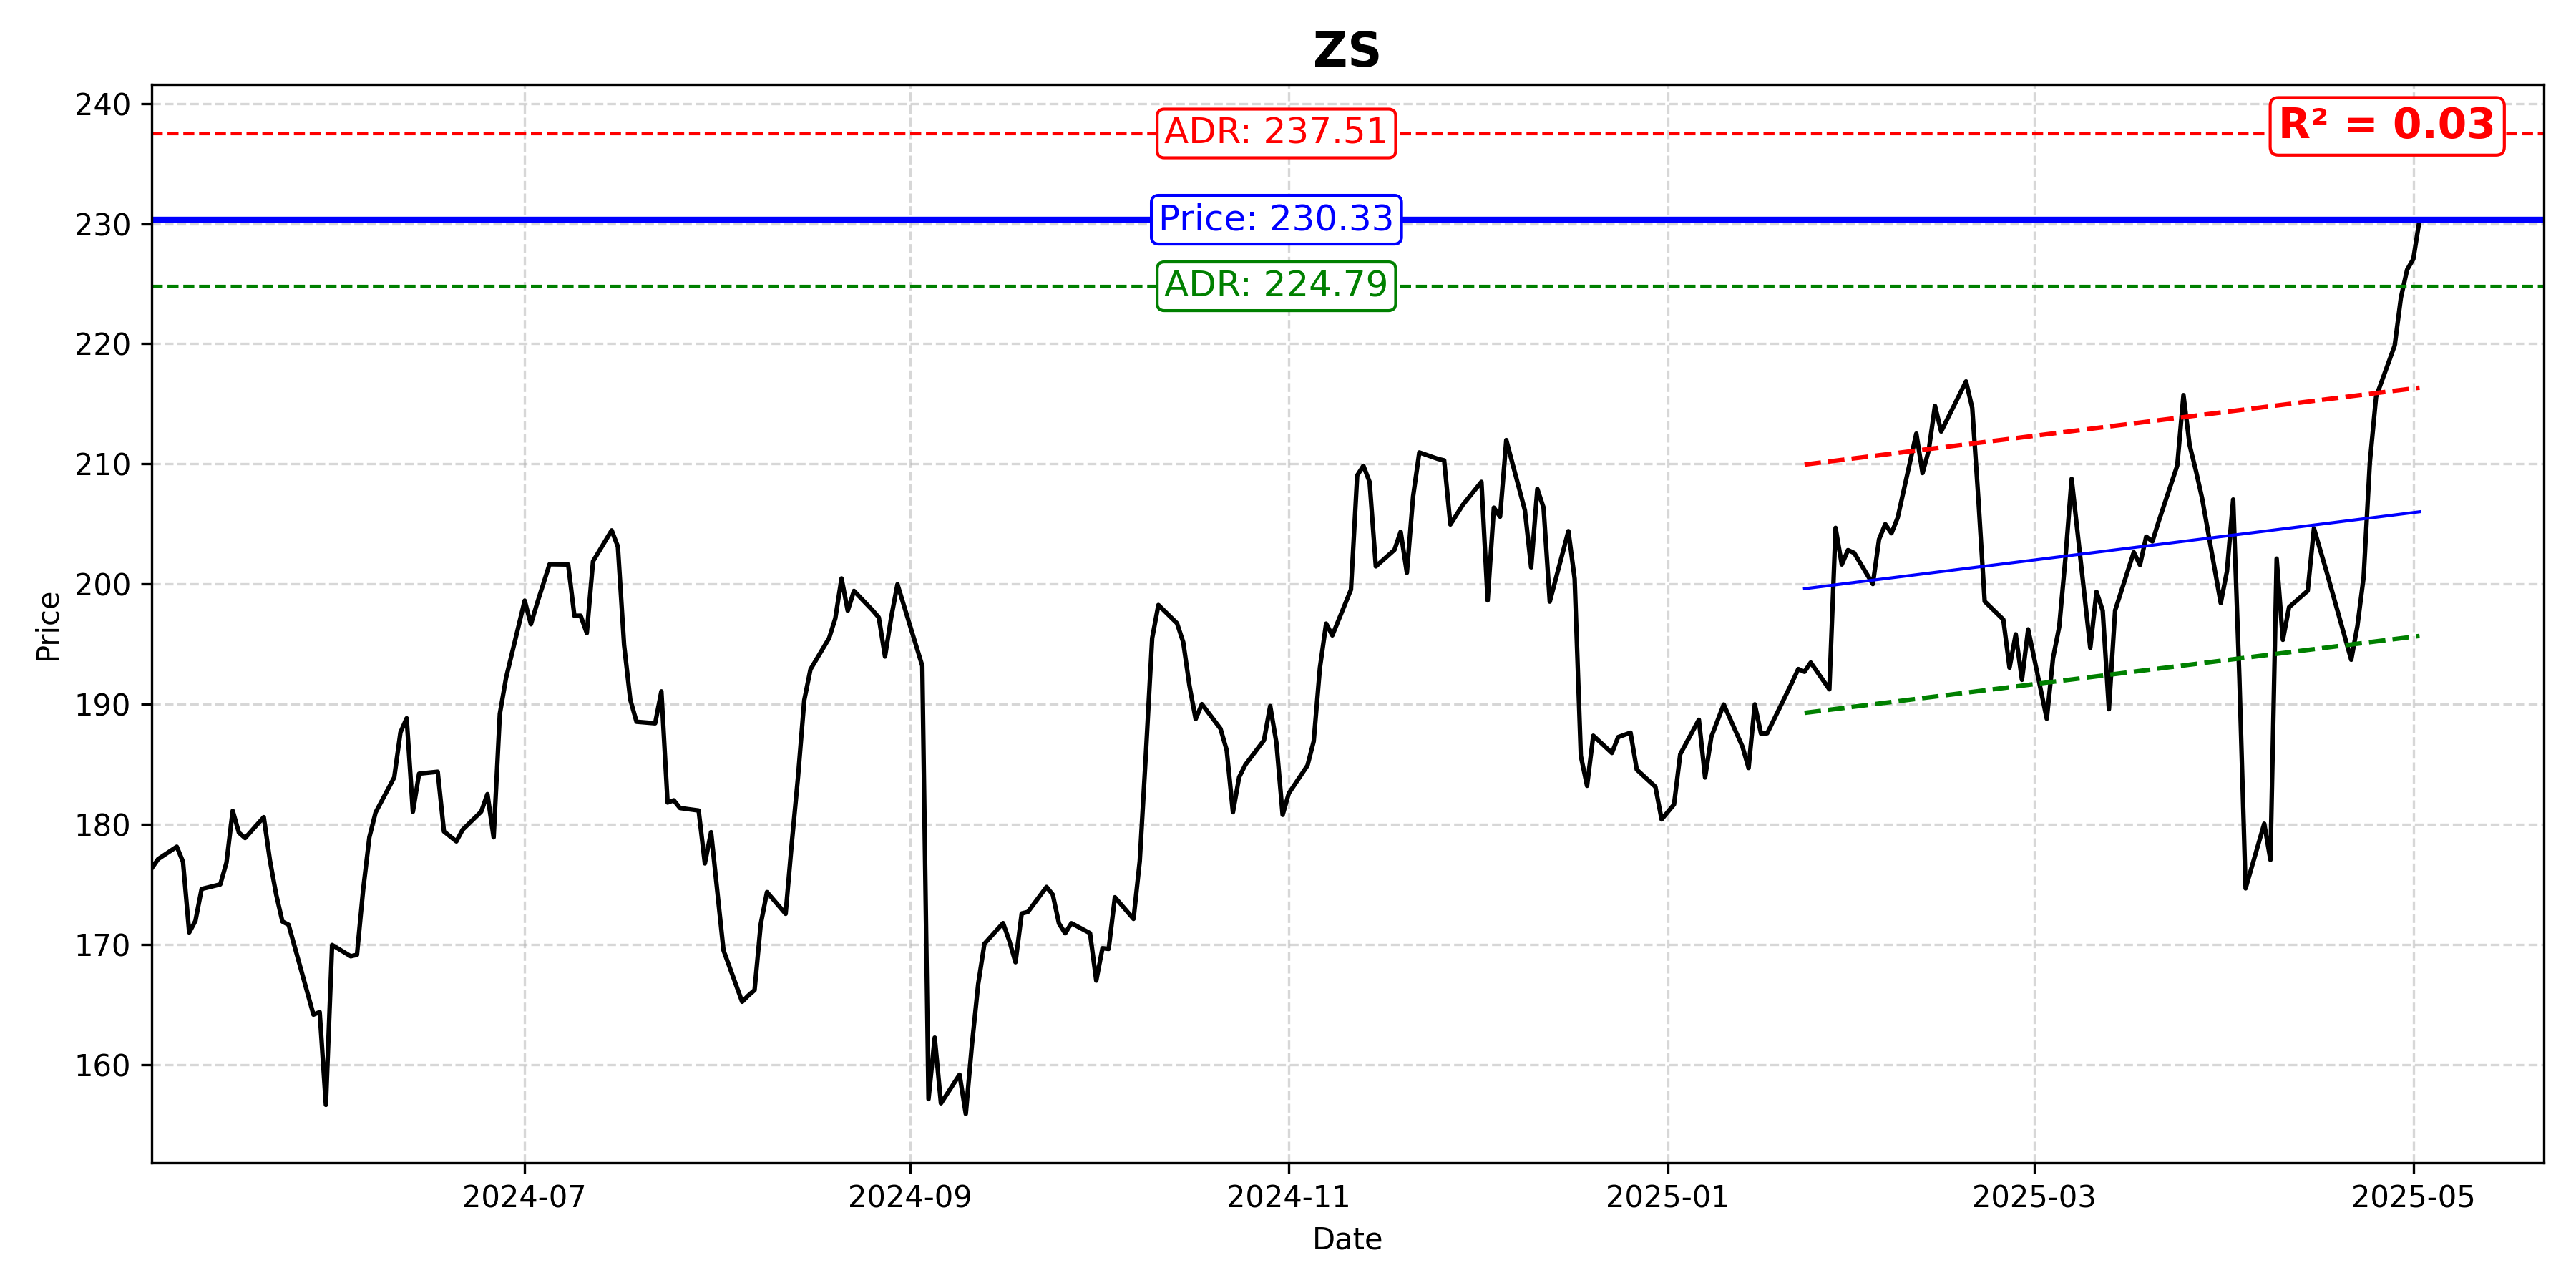 ZS
240
230
220
210
200
190
180
170
160
Price
ADR: 237.51
R² = 0.03
Price: 230.33
ADR: 224.79
2024-07
2024-09
2024-11
2025-01
2025-03
2025-05
Date